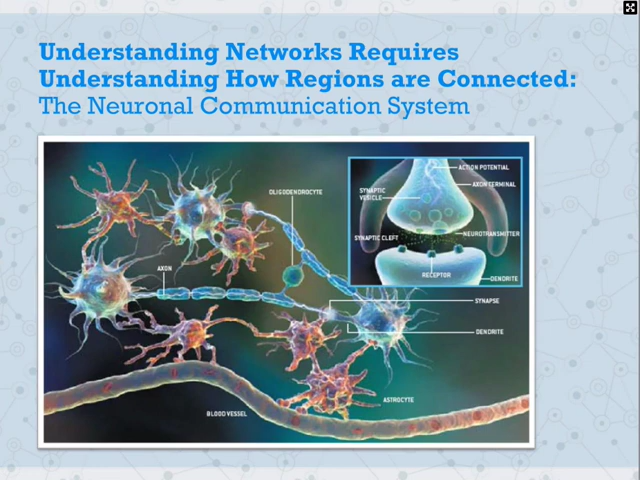 Understanding Networks Requires
Understanding How Regions are Connected:
The Neuronal Communication System
OLIGODENDROCYTE
AXON
SYNAPSE
DENDRITE
ASTROCYTE
BLOOD VESSEL
ACTION POTENTIAL
AXON TERMINAL
SYNAPTIC
VESICLE
SYNAPTIC CLEFT
NEUROTRANSMITTER
RECEPTOR
DENDRITE